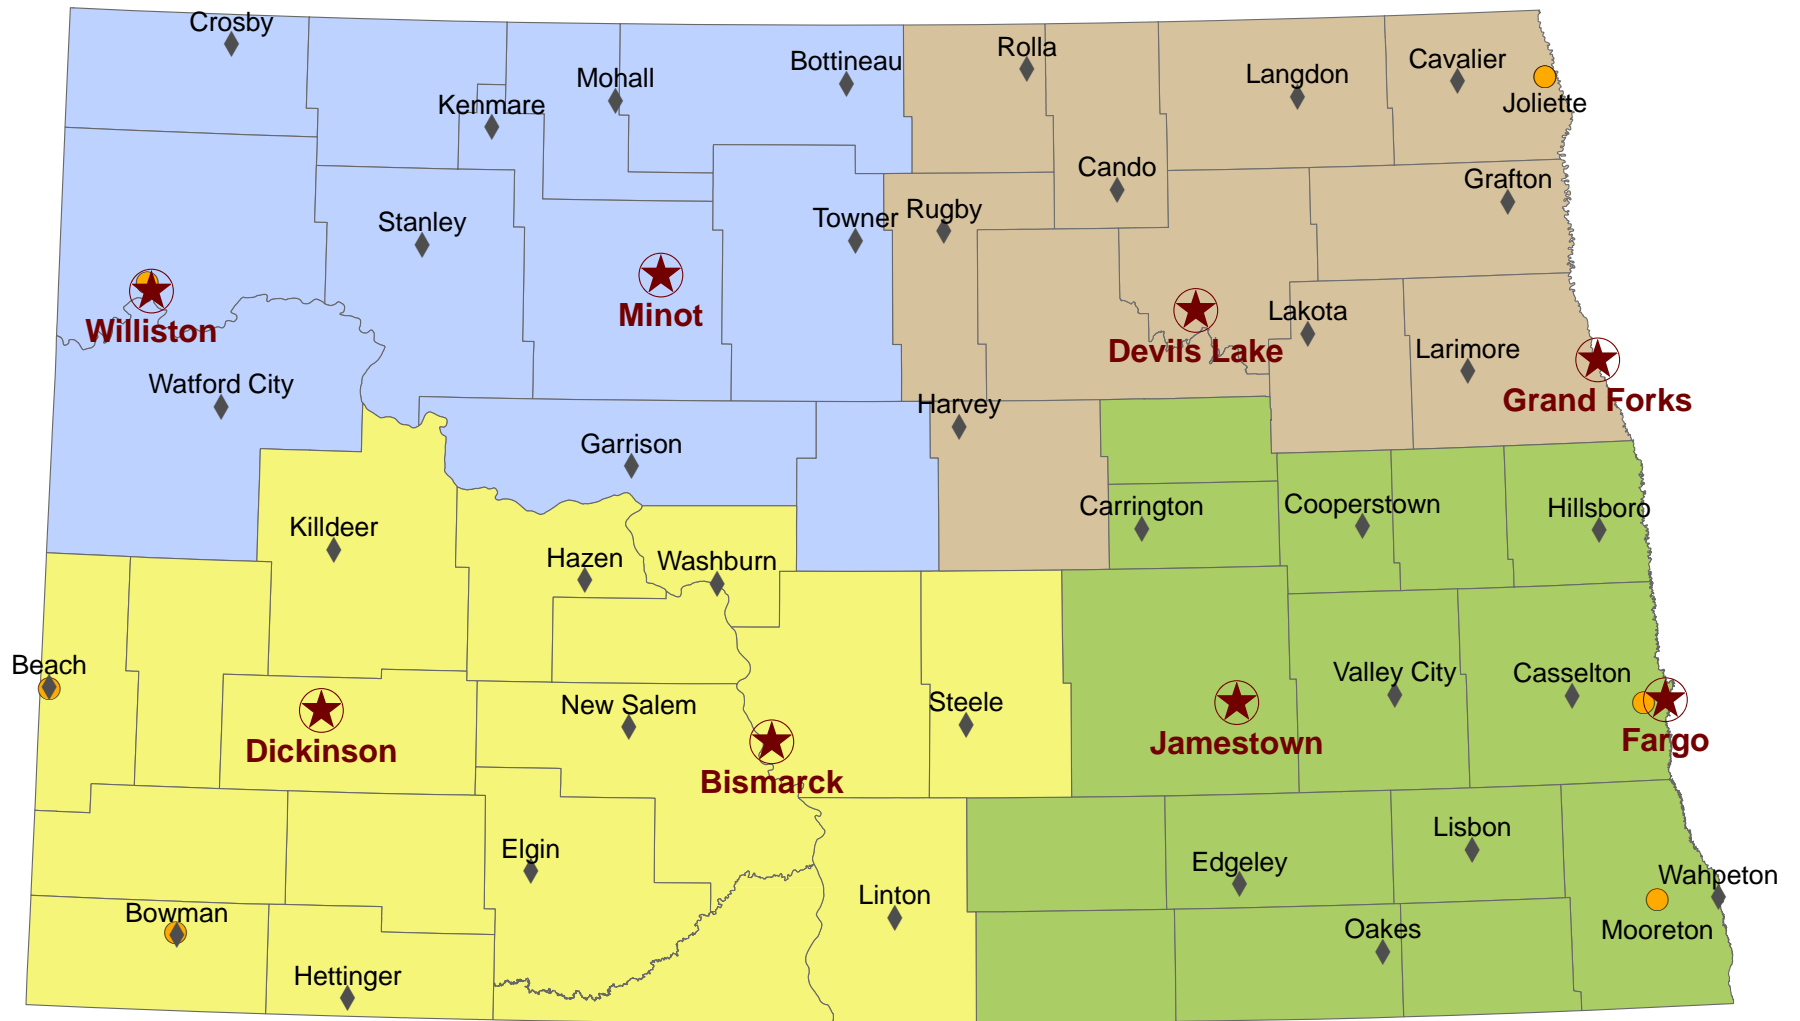 Crosby
Rolla
Bottineau
Cavalier
Mohall
Langdon
Kenmare
Joliette
Cando
Grafton
Stanley
Towner
Rugby
Lakota
Minot
Williston
Devils Lake
Larimore
Watford City
Harvey
Grand Forks
Garrison
Carrington
Cooperstown
Hillsboro
Killdeer
Hazen
Washburn
Beach
Valley City
Casselton
New Salem
Steele
Dickinson
Jamestown
Fargo
Bismarck
Lisbon
Elgin
Edgeley
Wahpeton
Linton
Bowman
Oakes
Mooreton
Hettinger